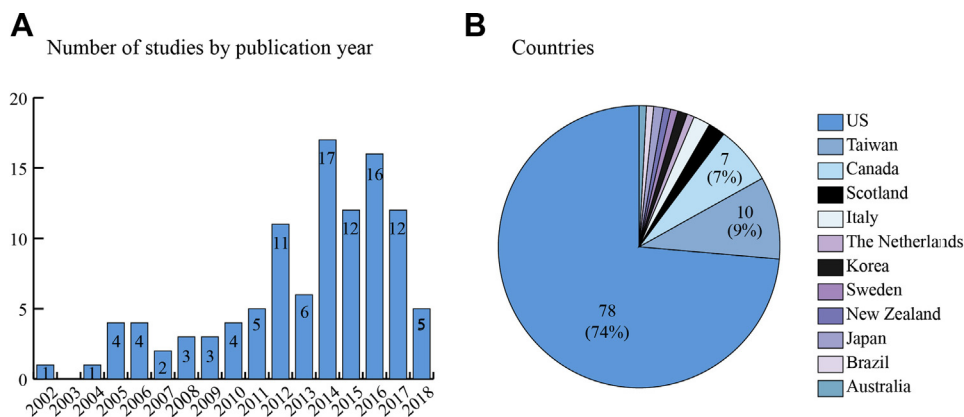 A
Number of studies by publication year
20
15
10
5
0
1
1
4
4
2
3
3
4
5
11
6
17
12
16
12
5
2002
2003
2004
2005
2006
2007
2008
2009
2010
2011
2012
2013
2014
2015
2016
2017
2018
B
Countries
7
(7%)
10
(9%)
78
(74%)
US
Taiwan
Canada
Scotland
Italy
The Netherlands
Korea
Sweden
New Zealand
Japan
Brazil
Australia